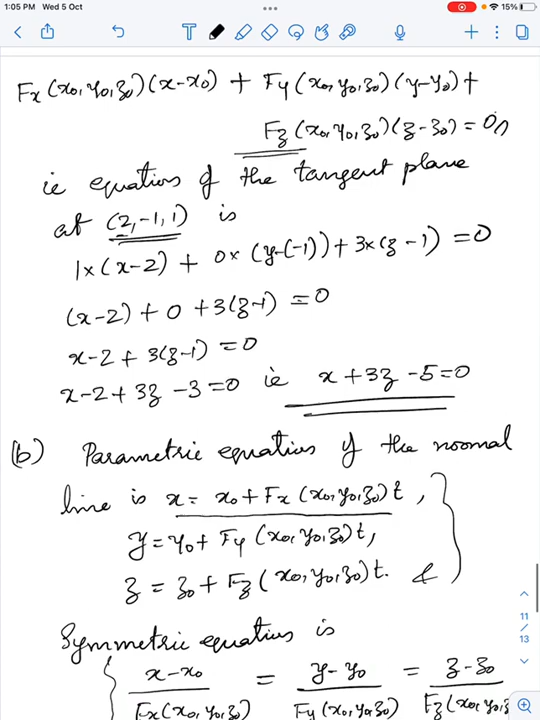 1:05 PM Wed 5 Oct 15%
Fx(x0,y0,z0)(x-x0) + Fy(x0,y0,z0)(y-y0)+
Fz(x0,y0,z0)(z-z0)=0
ie equation of the tangent plane
at (2,-1,1) is
1×(x-2) + 0×(y-(-1)) + 3×(z-1) = 0
(x-2) + 0 + 3(z-1) = 0
x-2 + 3(z-1) = 0
x-2+3z-3=0 ie x+3z-5=0
(b) Parametric equation of the normal
line is x = x0+Fx(x0,y0,z0)t,
y = y0+Fy(x0,y0,z0)t,
z = z0+Fz(x0,y0,z0)t. &
11
/
13
Symmetric equation is
x-x0 = y-y0 = z-z0
Fx(x0,y0,z0) Fy(x0,y0,z0) Fz(x0,y0,z0